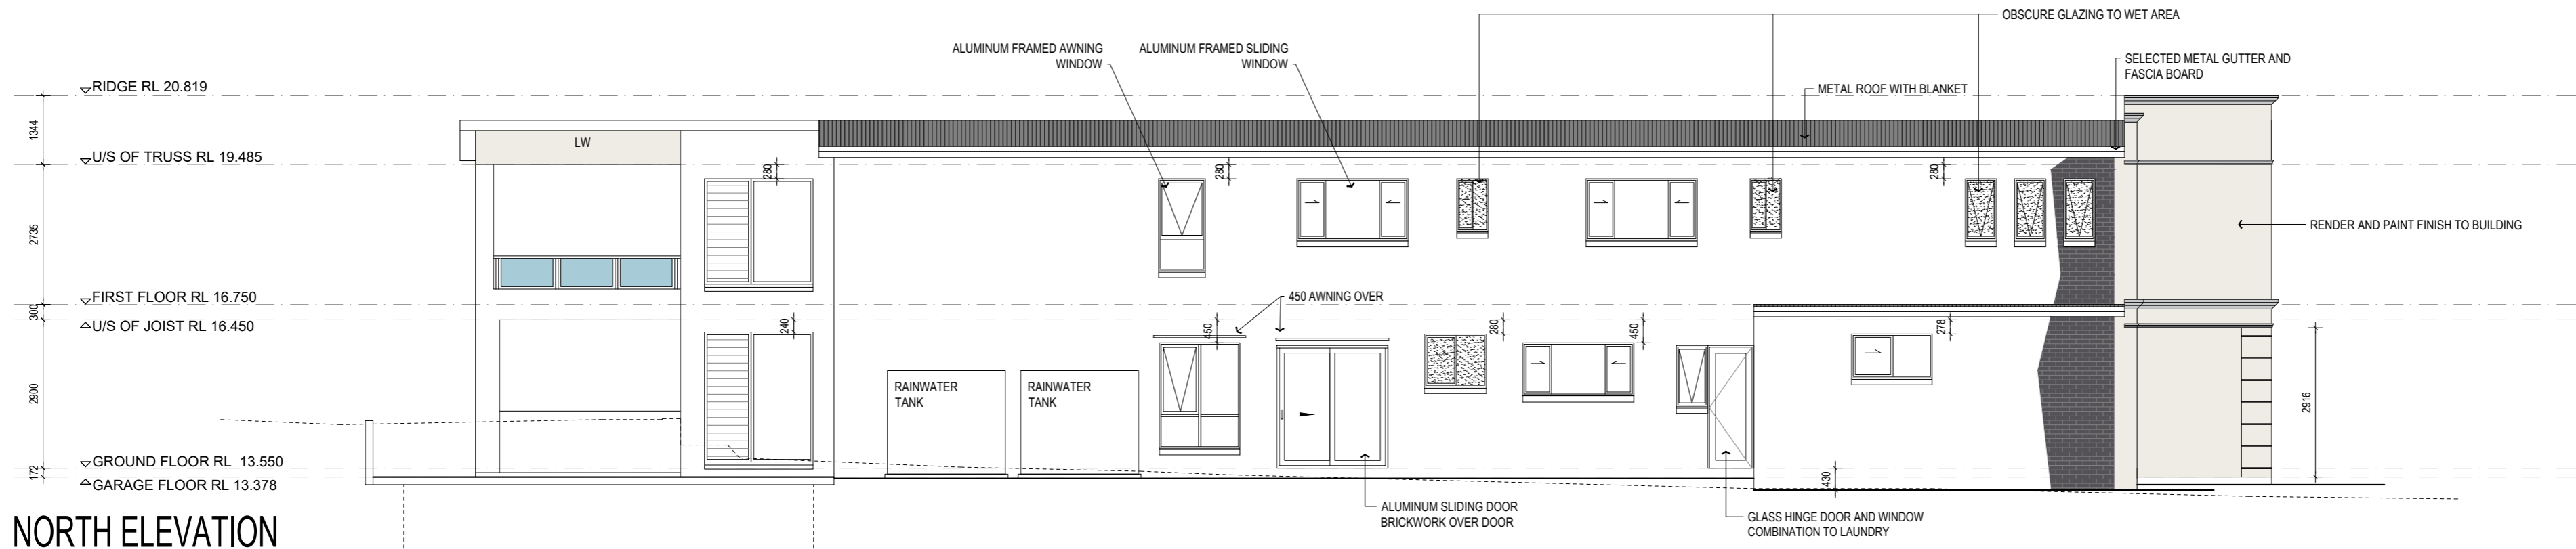 OBSCURE GLAZING TO WET AREA
ALUMINUM FRAMED AWNING
WINDOW
ALUMINUM FRAMED SLIDING
WINDOW
SELECTED METAL GUTTER AND
FASCIA BOARD
METAL ROOF WITH BLANKET
RIDGE RL 20.819
1344
LW
U/S OF TRUSS RL 19.485
280
280
280
2735
RENDER AND PAINT FINISH TO BUILDING
FIRST FLOOR RL 16.750
300
U/S OF JOIST RL 16.450
450 AWNING OVER
240
450
280
450
278
2900
RAINWATER
TANK
RAINWATER
TANK
2916
GROUND FLOOR RL 13.550
172
GARAGE FLOOR RL 13.378
430
ALUMINUM SLIDING DOOR
BRICKWORK OVER DOOR
GLASS HINGE DOOR AND WINDOW
COMBINATION TO LAUNDRY
NORTH ELEVATION